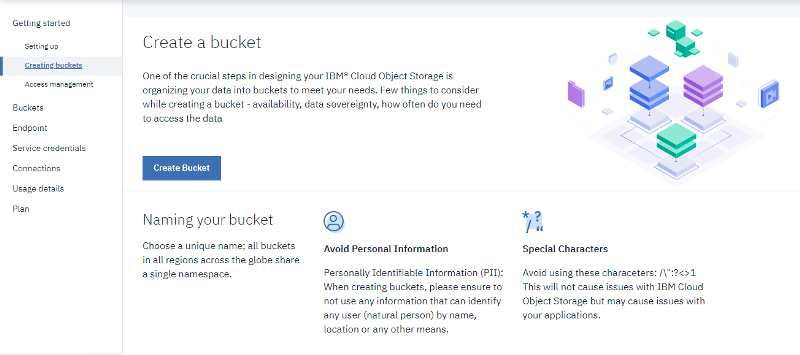 Getting started
Setting up
Creating buckets
Access management
Buckets
Endpoint
Service credentials
Connections
Usage details
Plan
Create a bucket
One of the crucial steps in designing your IBM® Cloud Object Storage is
organizing your data into buckets to meet your needs. Few things to consider
while creating a bucket - availability, data sovereignty, how often do you need
to access the data
Create Bucket
Naming your bucket
Choose a unique name; all buckets
in all regions across the globe share
a single namespace.
Avoid Personal Information
Personally Identifiable Information (PII):
When creating buckets, please ensure to
not use any information that can identify
any user (natural person) by name,
location or any other means.
Special Characters
Avoid using these characeters: /\":?<>1
This will not cause issues with IBM Cloud
Object Storage but may cause issues with
your applications.